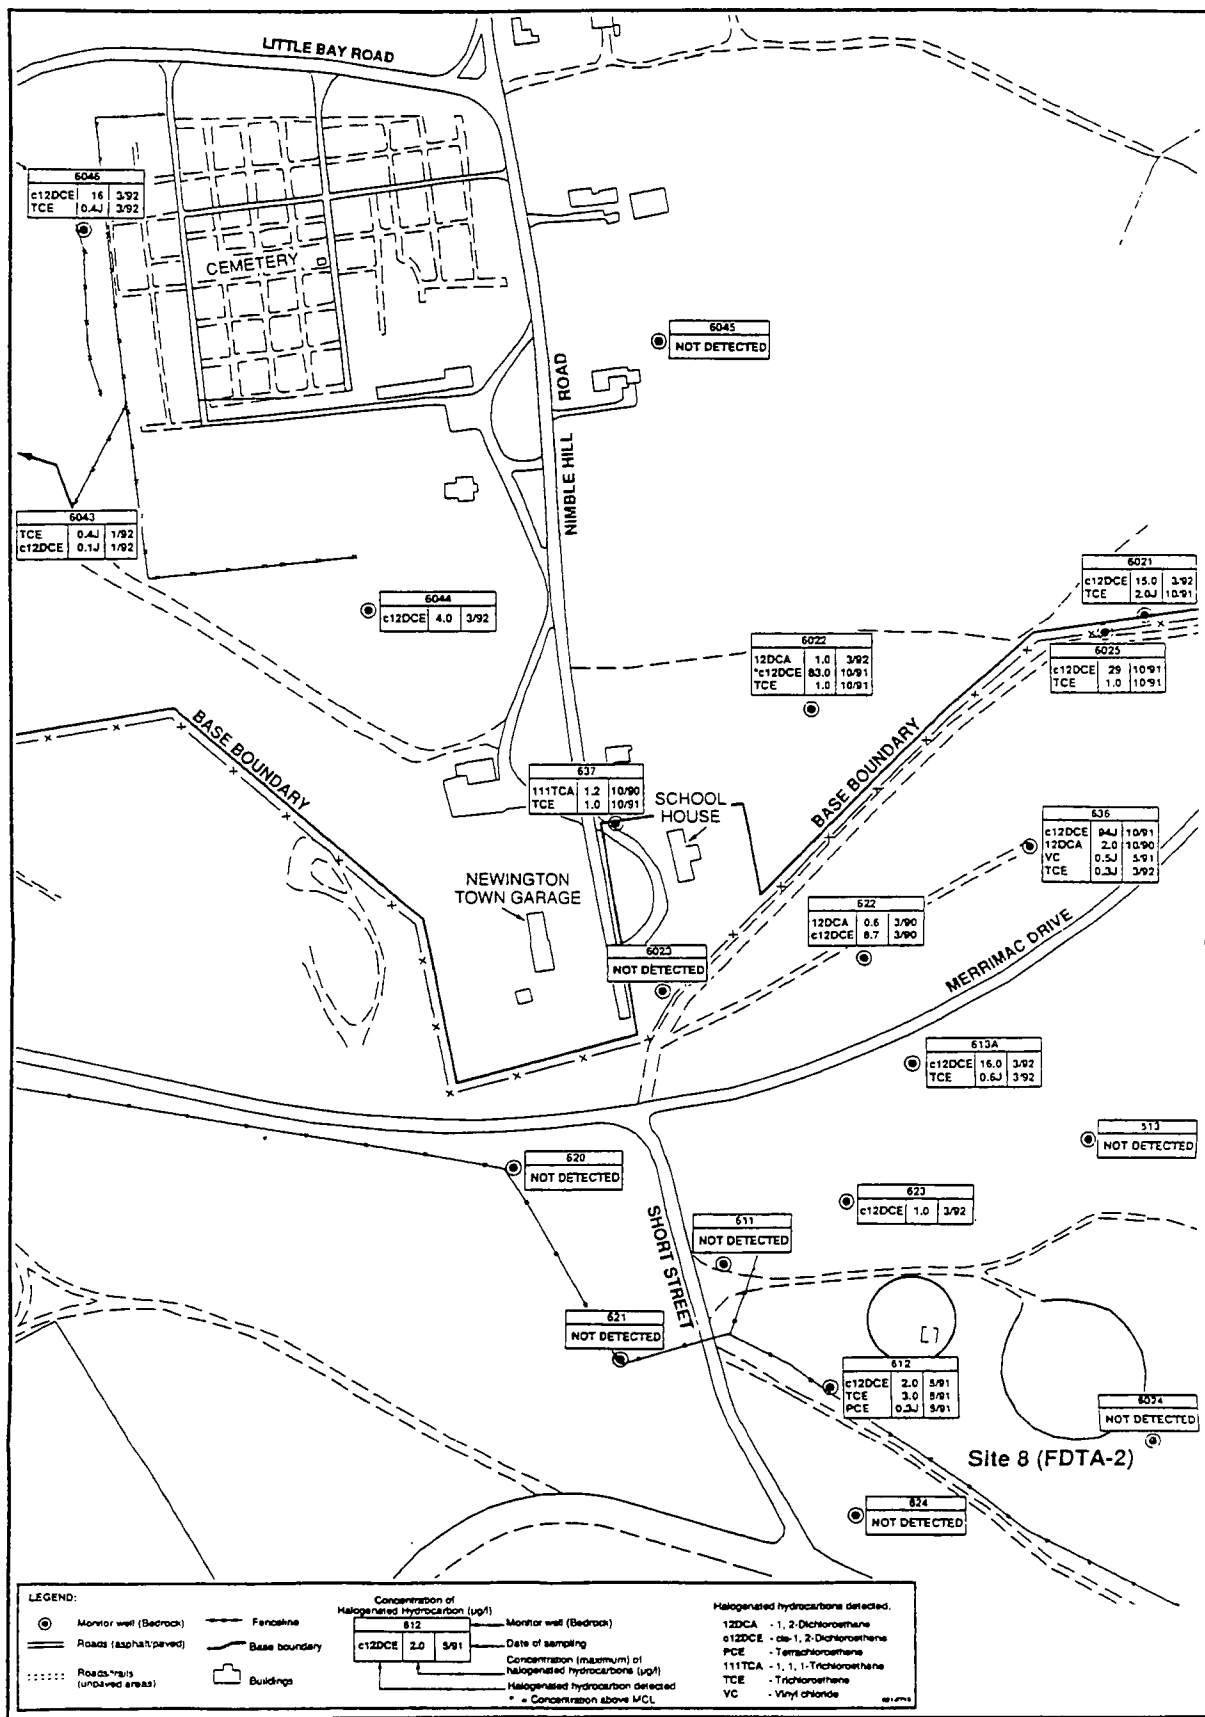 LITTLE BAY ROAD
6046
c12DCE 16 3/92
TCE 0.4J 3/92
CEMETERY
6045
NOT DETECTED
NIMBLE HILL ROAD
6043
TCE 0.4J 1/92
c12DCE 0.1J 1/92
6044
c12DCE 4.0 3/92
6021
c12DCE 15.0 3/92
TCE 2.0J 10/91
6022
12DCA 1.0 3/92
*c12DCE 83.0 10/91
TCE 1.0 10/91
6025
c12DCE 29 10/91
TCE 1.0 10/91
BASE BOUNDARY
BASE BOUNDARY
637
111TCA 1.2 10/90
TCE 1.0 10/91
SCHOOL
HOUSE
636
c12DCE 94J 10/91
12DCA 2.0 10/90
VC 0.5J 5/91
TCE 0.3J 3/92
NEWINGTON
TOWN GARAGE
622
12DCA 0.6 3/90
c12DCE 8.7 3/90
6023
NOT DETECTED
MERRIMAC DRIVE
613A
c12DCE 16.0 3/92
TCE 0.6J 3/92
513
NOT DETECTED
620
NOT DETECTED
623
c12DCE 1.0 3/92
611
NOT DETECTED
SHORT STREET
621
NOT DETECTED
612
c12DCE 2.0 5/91
TCE 3.0 5/91
PCE 0.3J 5/91
6024
NOT DETECTED
Site 8 (FDTA-2)
624
NOT DETECTED
LEGEND:
Monitor well (Bedrock)
Roads (asphalt/paved)
Roads/trails
(unpaved areas)
Fenceline
Base boundary
Buildings
Concentration of
Halogenated Hydrocarbon (µg/l)
612
c12DCE 2.0 5/91
Monitor well (Bedrock)
Date of sampling
Concentration (maximum) of
halogenated hydrocarbons (µg/l)
Halogenated hydrocarbon detected
* = Concentration above MCL
Halogenated hydrocarbons detected.
12DCA - 1, 2-Dichloroethane
c12DCE - cis-1, 2-Dichloroethene
PCE - Tetrachloroethene
111TCA - 1, 1, 1-Trichloroethane
TCE - Trichloroethene
VC - Vinyl chloride